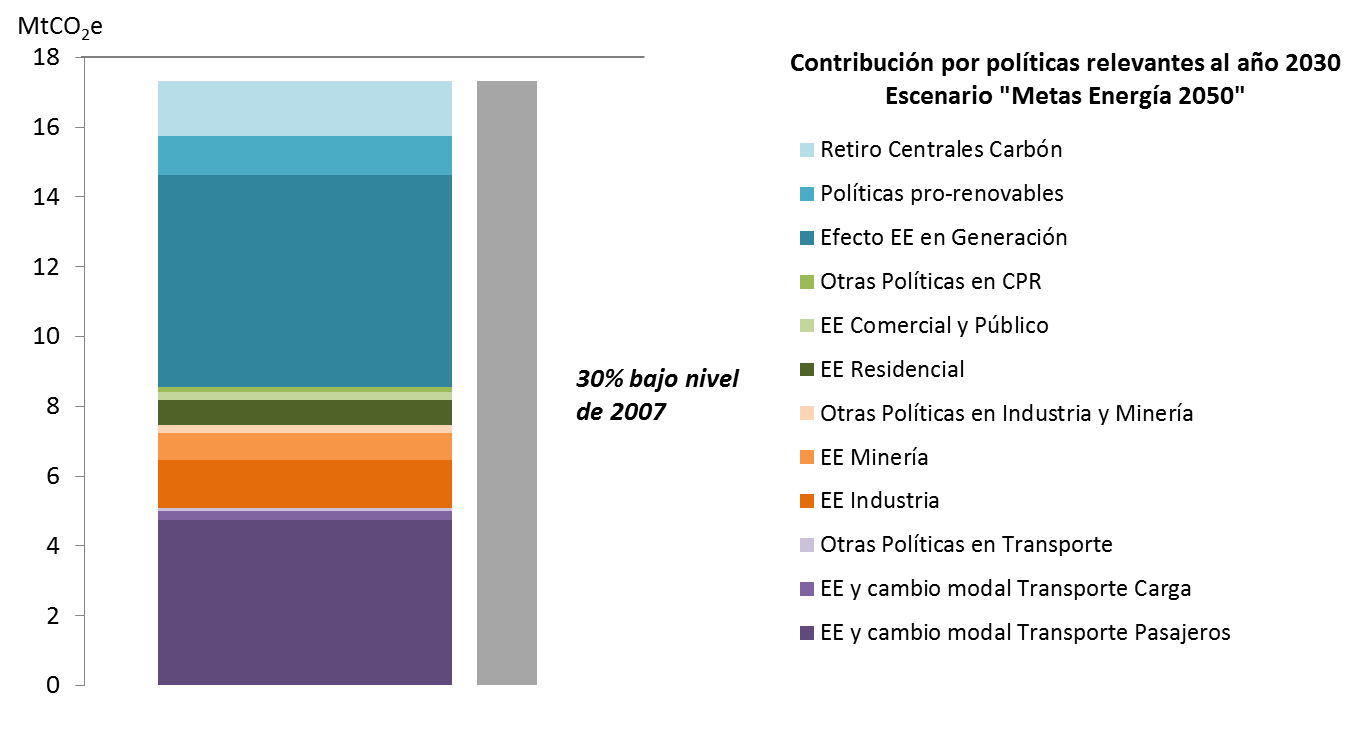 MtCO₂e
18
16
14
12
10
8
6
4
2
0
30% bajo nivel
de 2007
Contribución por políticas relevantes al año 2030
Escenario "Metas Energía 2050"
Retiro Centrales Carbón
Políticas pro-renovables
Efecto EE en Generación
Otras Políticas en CPR
EE Comercial y Público
EE Residencial
Otras Políticas en Industria y Minería
EE Minería
EE Industria
Otras Políticas en Transporte
EE y cambio modal Transporte Carga
EE y cambio modal Transporte Pasajeros